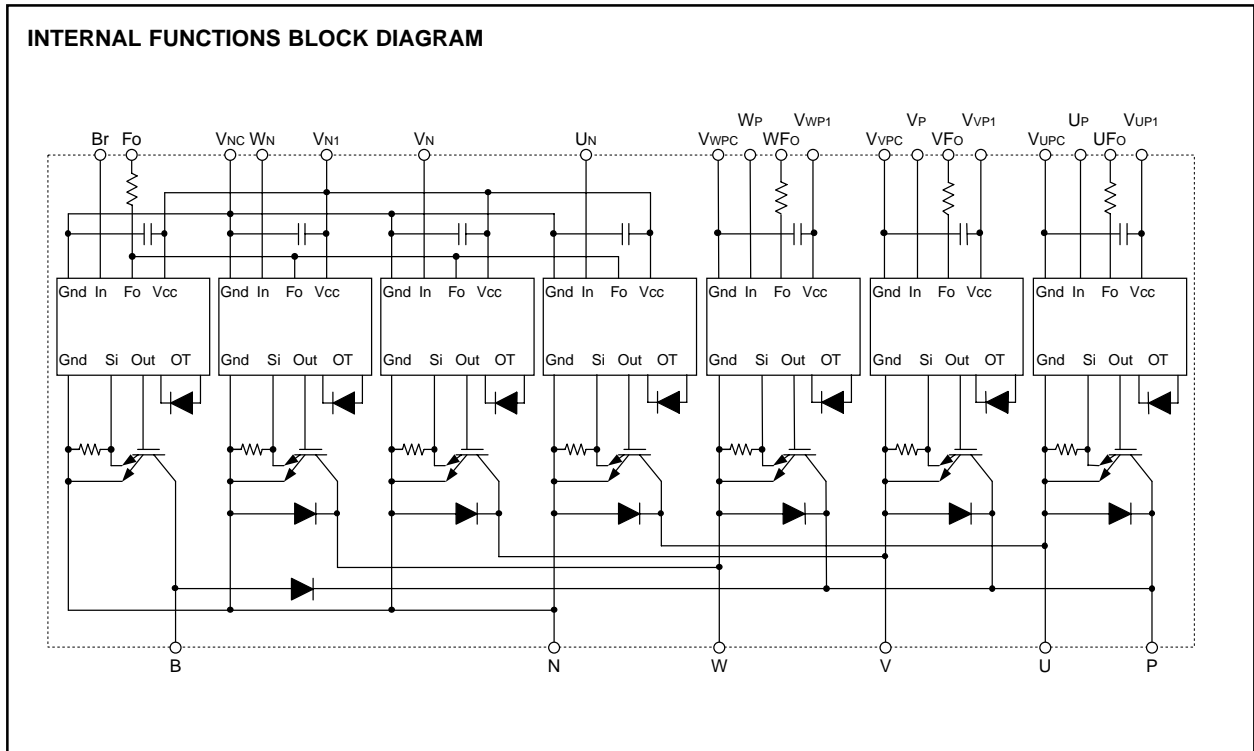 INTERNAL FUNCTIONS BLOCK DIAGRAM
WP VWP1 VP VVP1 UP VUP1
Br Fo VNC WN VN1 VN UN VWPC WFO VVPC VFO VUPC UFO
Gnd In Fo Vcc Gnd In Fo Vcc Gnd In Fo Vcc Gnd In Fo Vcc Gnd In Fo Vcc Gnd In Fo Vcc Gnd In Fo Vcc
Gnd Si Out OT Gnd Si Out OT Gnd Si Out OT Gnd Si Out OT Gnd Si Out OT Gnd Si Out OT Gnd Si Out OT
B N W V U P